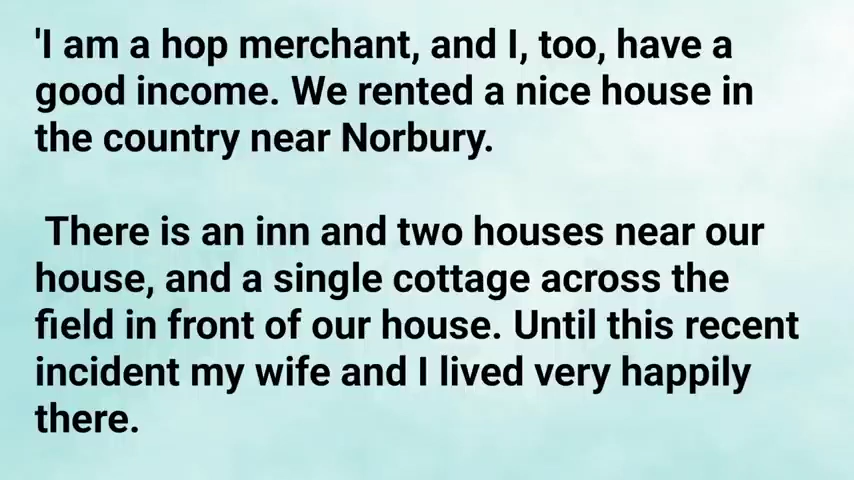 'I am a hop merchant, and I, too, have a
good income. We rented a nice house in
the country near Norbury.
There is an inn and two houses near our
house, and a single cottage across the
field in front of our house. Until this recent
incident my wife and I lived very happily
there.